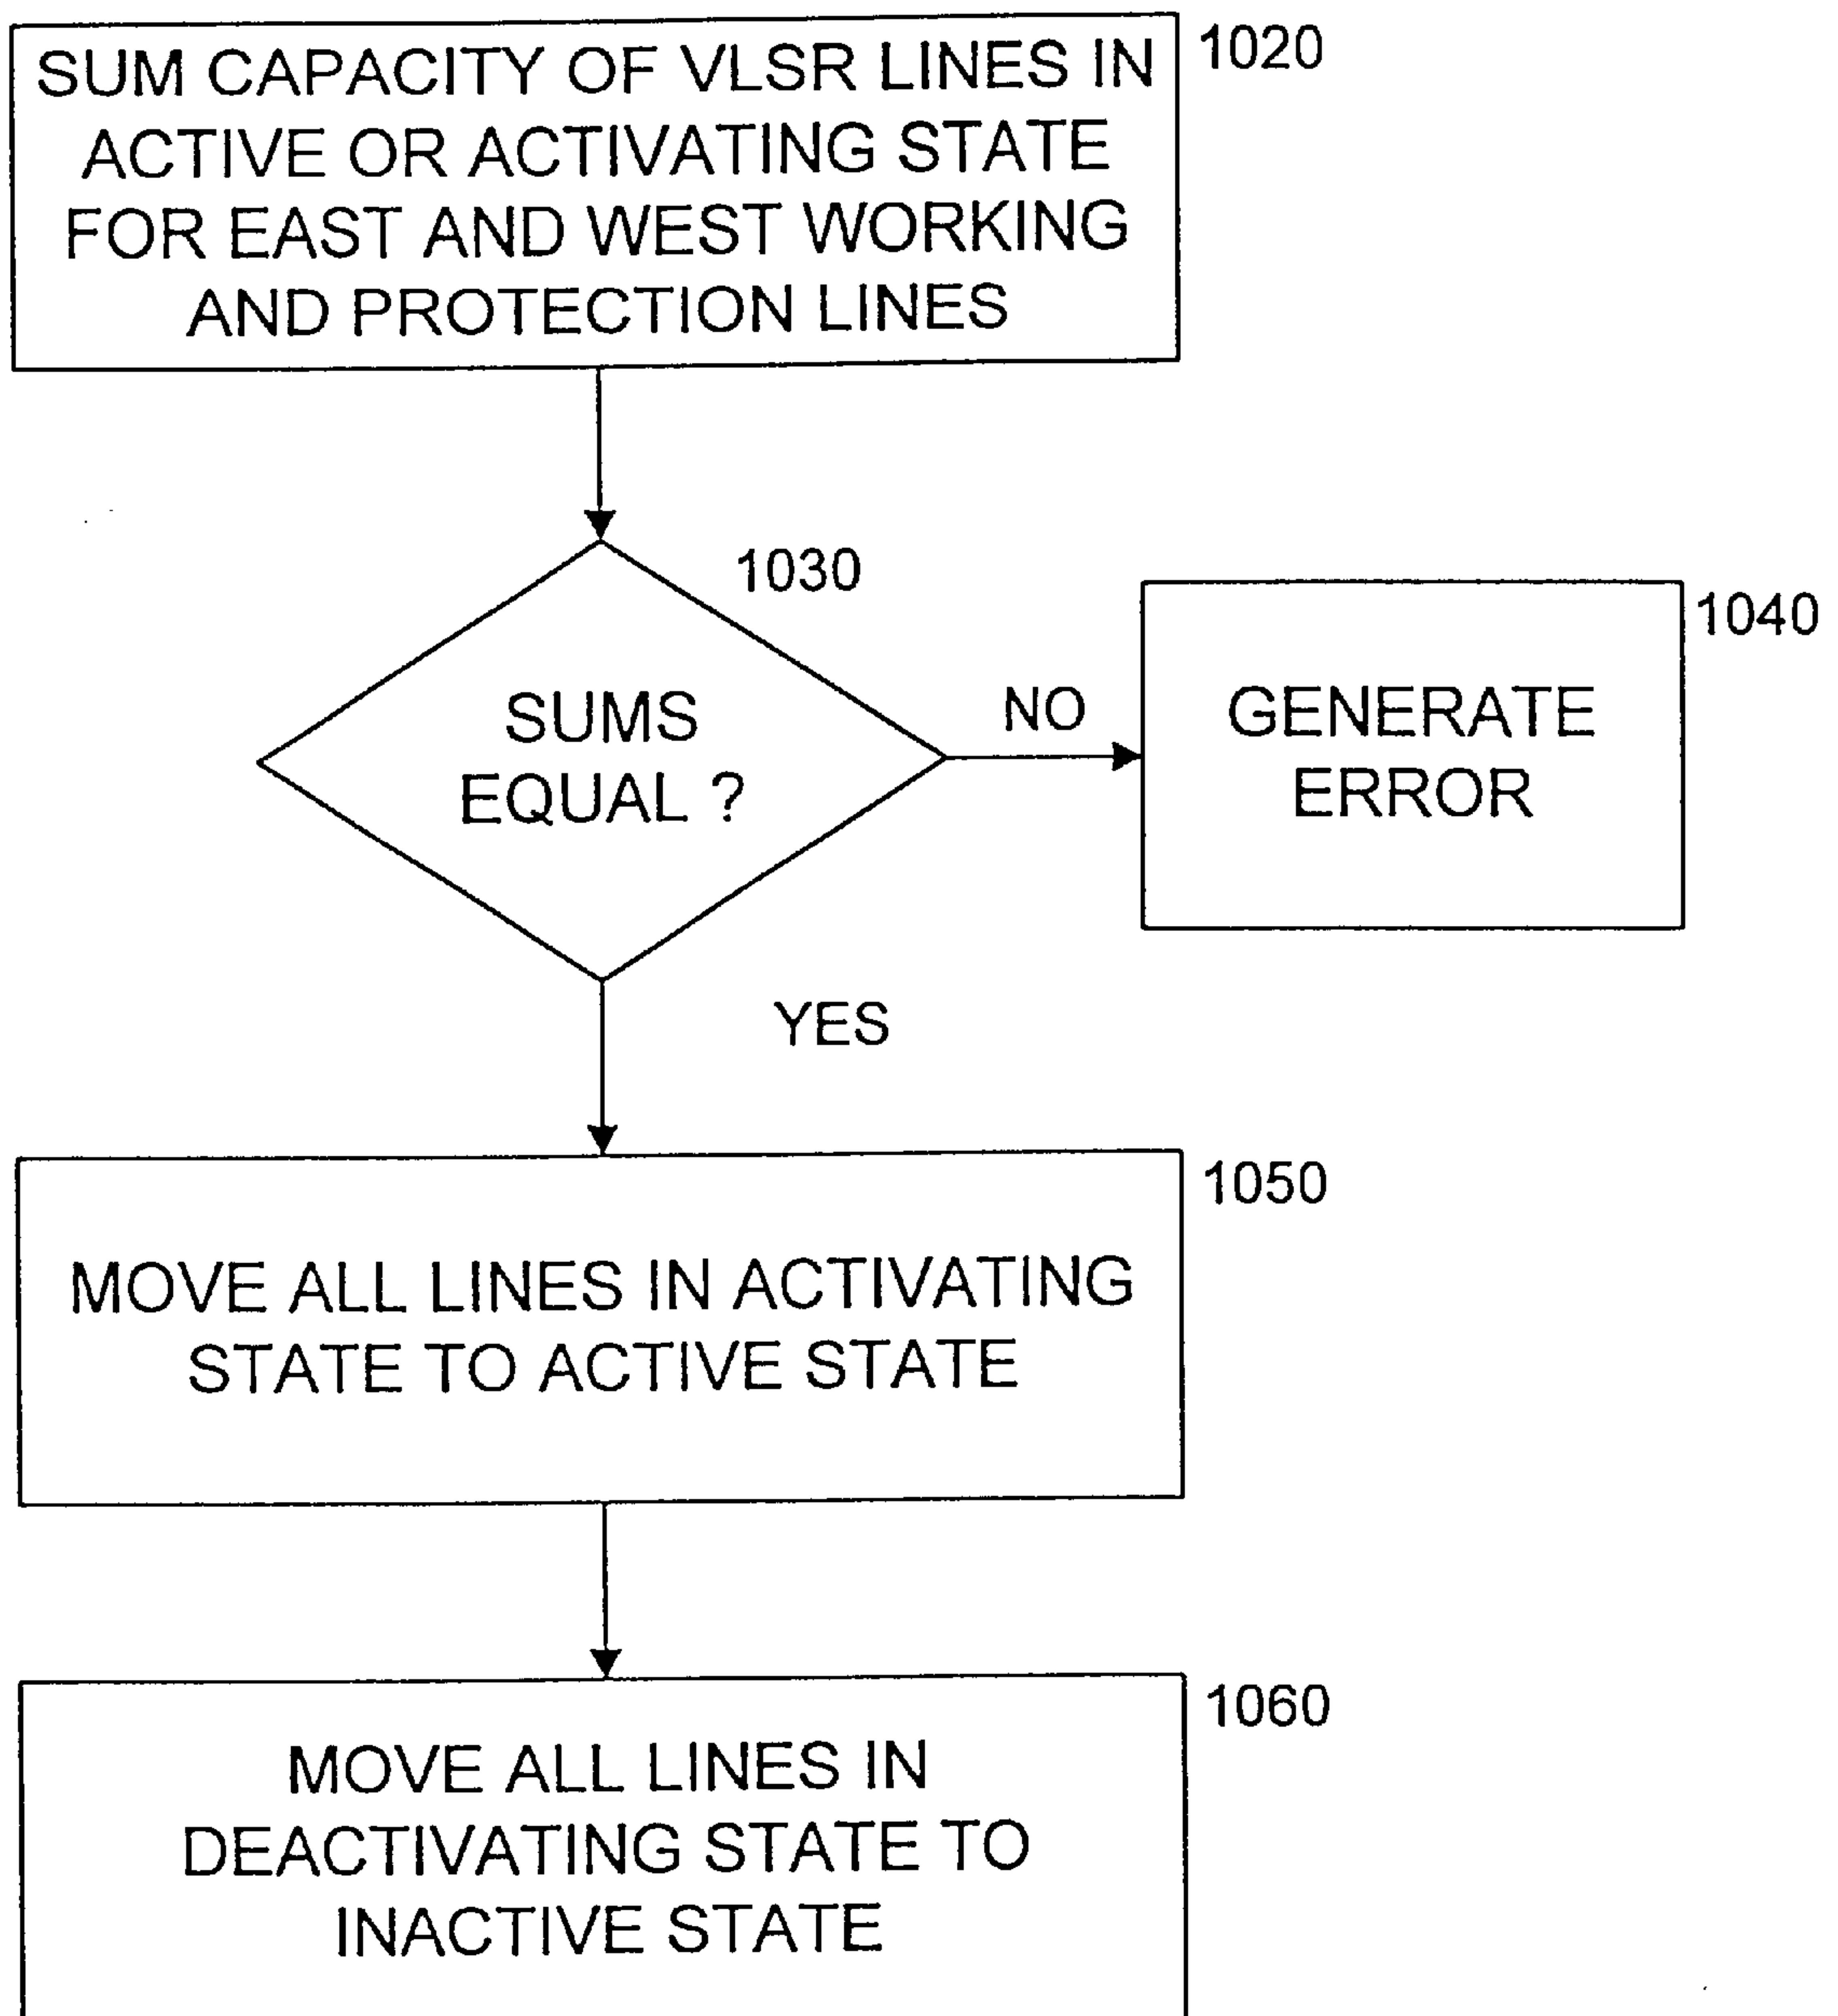 SUM CAPACITY OF VLSR LINES IN
ACTIVE OR ACTIVATING STATE
FOR EAST AND WEST WORKING
AND PROTECTION LINES
1020
1030
SUMS
EQUAL ?
NO
1040
GENERATE
ERROR
YES
1050
MOVE ALL LINES IN ACTIVATING
STATE TO ACTIVE STATE
1060
MOVE ALL LINES IN
DEACTIVATING STATE TO
INACTIVE STATE